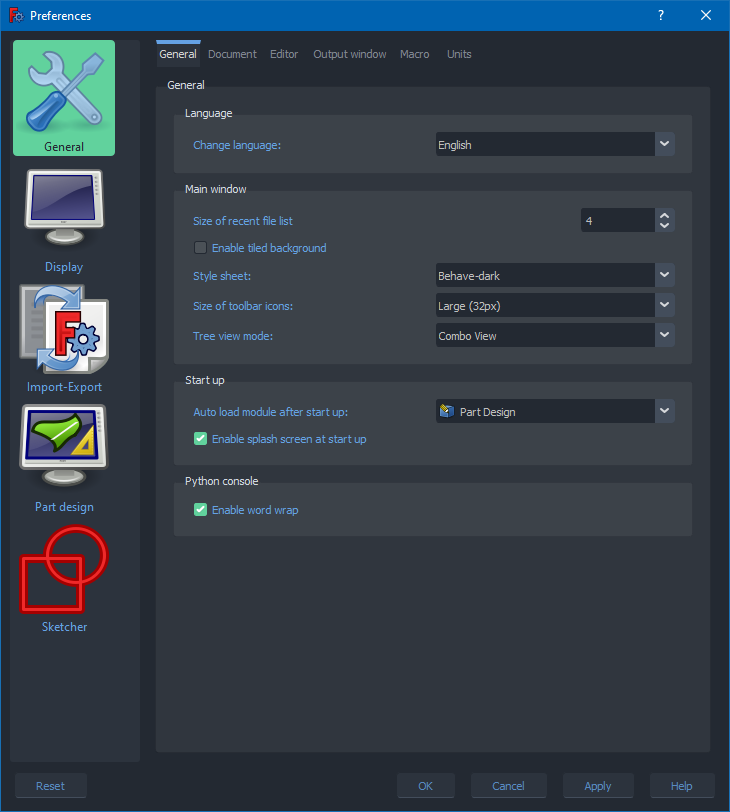 Preferences
?
General
Display
Import-Export
Part design
Sketcher
General Document Editor Output window Macro Units
General
Language
Change language: English
Main window
Size of recent file list 4
Enable tiled background
Style sheet: Behave-dark
Size of toolbar icons: Large (32px)
Tree view mode: Combo View
Start up
Auto load module after start up: Part Design
Enable splash screen at start up
Python console
Enable word wrap
Reset OK Cancel Apply Help